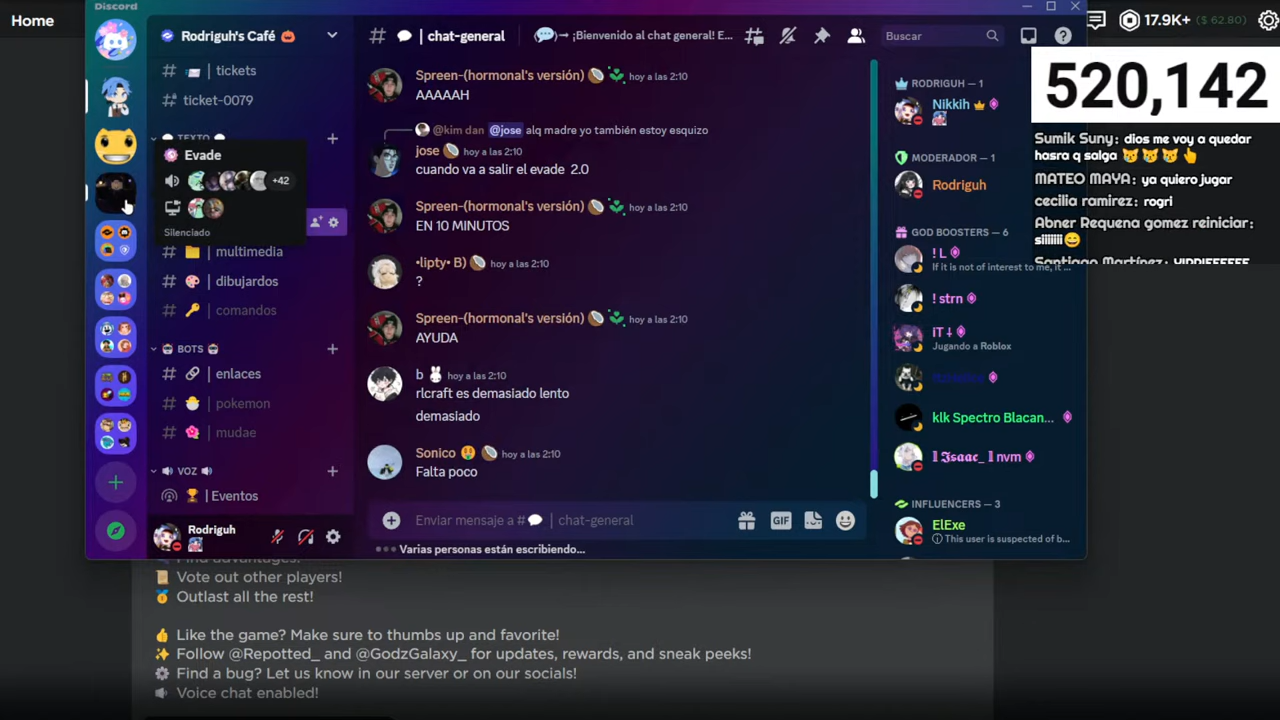 Home
Discord
17.9K+ ($ 62.80)
Rodriguh's Café
# | chat-general
¡Bienvenido al chat general! E...
Buscar
tickets
ticket-0079
TEXTO
Evade
+42
Silenciado
multimedia
dibujardos
comandos
BOTS
enlaces
pokemon
mudae
VOZ
| Eventos
Rodriguh
Spreen-(hormonal's versión) hoy a las 2:10
AAAAAH
@kim dan @jose alq madre yo también estoy esquizo
jose hoy a las 2:10
cuando va a salir el evade 2.0
Spreen-(hormonal's versión) hoy a las 2:10
EN 10 MINUTOS
•lipty• B) hoy a las 2:10
?
Spreen-(hormonal's versión) hoy a las 2:10
AYUDA
b hoy a las 2:10
rlcraft es demasiado lento
demasiado
Sonico hoy a las 2:10
Falta poco
Enviar mensaje a # | chat-general
GIF
Varias personas están escribiendo...
RODRIGUH — 1
Nikkih
MODERADOR — 1
Rodriguh
GOD BOOSTERS — 6
! L
If it is not of interest to me, it ...
! strn
iT
Jugando a Roblox
klk Spectro Blacan...
Isaac_ nvm
INFLUENCERS — 3
ElExe
This user is suspected of b...
520,142
Sumik Suny: dios me voy a quedar
hasra q salga
MATEO MAYA: ya quiero jugar
cecilia ramirez: rogri
Abner Requena gomez reiniciar:
siiiiiii
Santiago Martínez: YIPPIEEEEEE
Find advantages!
Vote out other players!
Outlast all the rest!
Like the game? Make sure to thumbs up and favorite!
Follow @Repotted_ and @GodzGalaxy_ for updates, rewards, and sneak peeks!
Find a bug? Let us know in our server or on our socials!
Voice chat enabled!